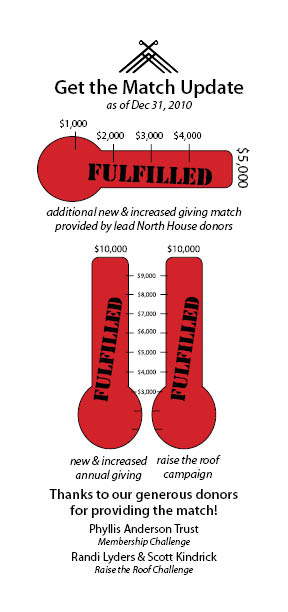 Get the Match Update
as of Dec 31, 2010
$1,000
$2,000 $3,000 $4,000
$5,000
FULFILLED
additional new & increased giving match
provided by lead North House donors
$10,000 $10,000
$9,000
$8,000
$7,000
$6,000
$5,000
$4,000
$3,000
FULFILLED FULFILLED
new & increased
annual giving
raise the roof
campaign
Thanks to our generous donors
for providing the match!
Phyllis Anderson Trust
Membership Challenge
Randi Lyders & Scott Kindrick
Raise the Roof Challenge